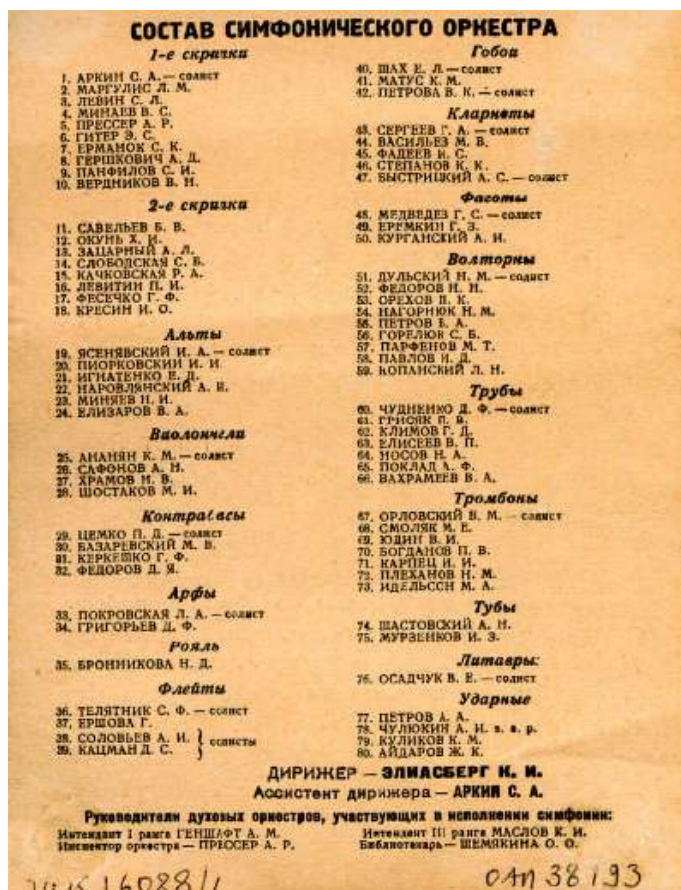 СОСТАВ СИМФОНИЧЕСКОГО ОРКЕСТРА
1-е скрипки
1. АРКИН С. А. — солист
2. МАРГУЛИС Л. М.
3. ЛЕВИН С. Л.
4. МИНАЕВ В. С.
5. ПРЕССЕР А. Р.
6. ГИТЕР Э. С.
7. ЕРМАНОК С. К.
8. ГЕРШКОВИЧ А. Д.
9. ПАНФИЛОВ С. И.
10. ВЕРДНИКОВ В. Н.
2-е скрипки
11. САВЕЛЬЕВ Б. В.
12. ОКУНЬ Х. И.
13. ЗАЦАРНЫЙ А. Л.
14. СЛОБОДСКАЯ С. Б.
15. КАЧКОВСКАЯ Р. А.
16. ЛЕВИТИН П. И.
17. ФЕСЕЧКО Г. Ф.
18. КРЕСИН И. О.
Альты
19. ЯСЕНЯВСКИЙ И. А. — солист
20. ПИОРКОВСКИЙ И. И
21. ИГНАТЕНКО Е. Д.
22. НАРОВЛЯНСКИЙ А. И.
23. МИНЯЕВ Н. И.
24. ЕЛИЗАРОВ В. А.
Виолончели
25. АНАНЯН К. М. — солист
26. САФОНОВ А. Н.
27. ХРАМОВ Н. В.
28. ШОСТАКОВ М. И.
Контрабасы
29. ЦЕМКО П. Д. — солист
30. БАЗАРЕВСКИЙ М. В.
31. КЕРКЕШКО Г. Ф.
32. ФЕДОРОВ Д. Я.
Арфы
33. ПОКРОВСКАЯ Л. А. — солист
34. ГРИГОРЬЕВ Д. Ф.
Рояль
35. БРОННИКОВА Н. Д.
Флейты
36. ТЕЛЯТНИК С. Ф. — солист
37. ЕРШОВА Г.
38. СОЛОВЬЕВ А. И.
39. КАЦМАН Д. С. } солисты
Гобои
40. ШАХ Е. Л. — солист
41. МАТУС К. М.
42. ПЕТРОВА В. К. — солист
Кларнеты
43. СЕРГЕЕВ Г. А. — солист
44. ВАСИЛЬЕЗ М. В.
45. ФАДЕЕВ И. С.
46. СТЕПАНОВ К. К.
47. БЫСТРИЦКИЙ А. С. — солист
Фаготы
48. МЕДВЕДЕЗ Г. С. — солист
49. ЕРЕМКИН Г. З.
50. КУРГАНСКИЙ А. И.
Волторны
51. ДУЛЬСКИЙ Н. М. — солист
52. ФЕДОРОВ Н. Н.
53. ОРЕХОВ П. К.
54. НАГОРНЮК Н. М.
55. ПЕТРОВ Б. А.
56. ГОРЕЛЮК С. Б.
57. ПАРФЕНОВ М. Т.
58. ПАВЛОВ И. Д.
59. КОПАНСКИЙ Л. Н.
Трубы
60. ЧУДНЕНКО Д. Ф. — солист
61. ГРИСЯК П. В.
62. КЛИМОВ Г. Д.
63. ЕЛИСЕЕВ В. П.
64. НОСОВ Н. А.
65. ПОКЛАД А. Ф.
66. ВАХРАМЕЕВ В. А.
Тромбоны
67. ОРЛОВСКИЙ В. М. — солист
68. СМОЛЯК М. Е.
69. ЮДИН В. И.
70. БОГДАНОВ П. В.
71. КАРПЕЦ И. И.
72. ПЛЕХАНОВ Н. М.
73. ИДЕЛЬССН М. А.
Тубы
74. ШАСТОВСКИЙ А. Н.
75. МУРЗЕНКОВ И. З.
Литавры:
76. ОСАДЧУК В. Е. — солист
Ударные
77. ПЕТРОВ А. А.
78. ЧУЛЮКИН А. И. з. а. р.
79. КУЛИКОВ К. М.
80. АЙДАРОВ Ж. К.
ДИРИЖЕР — ЭЛИАСБЕРГ К. И.
Ассистент дирижера — АРКИН С. А.
Руководители духовых оркестров, участвующих в исполнении симфонии:
Интендант I ранга ГЕНШАФТ А. М.
Инспектор оркестра — ПРЕССЕР А. Р.
Интендант III ранга МАСЛОВ К. И.
Библиотекарь — ШЕМЯКИНА О. О.
16088/1
ОАП 38193